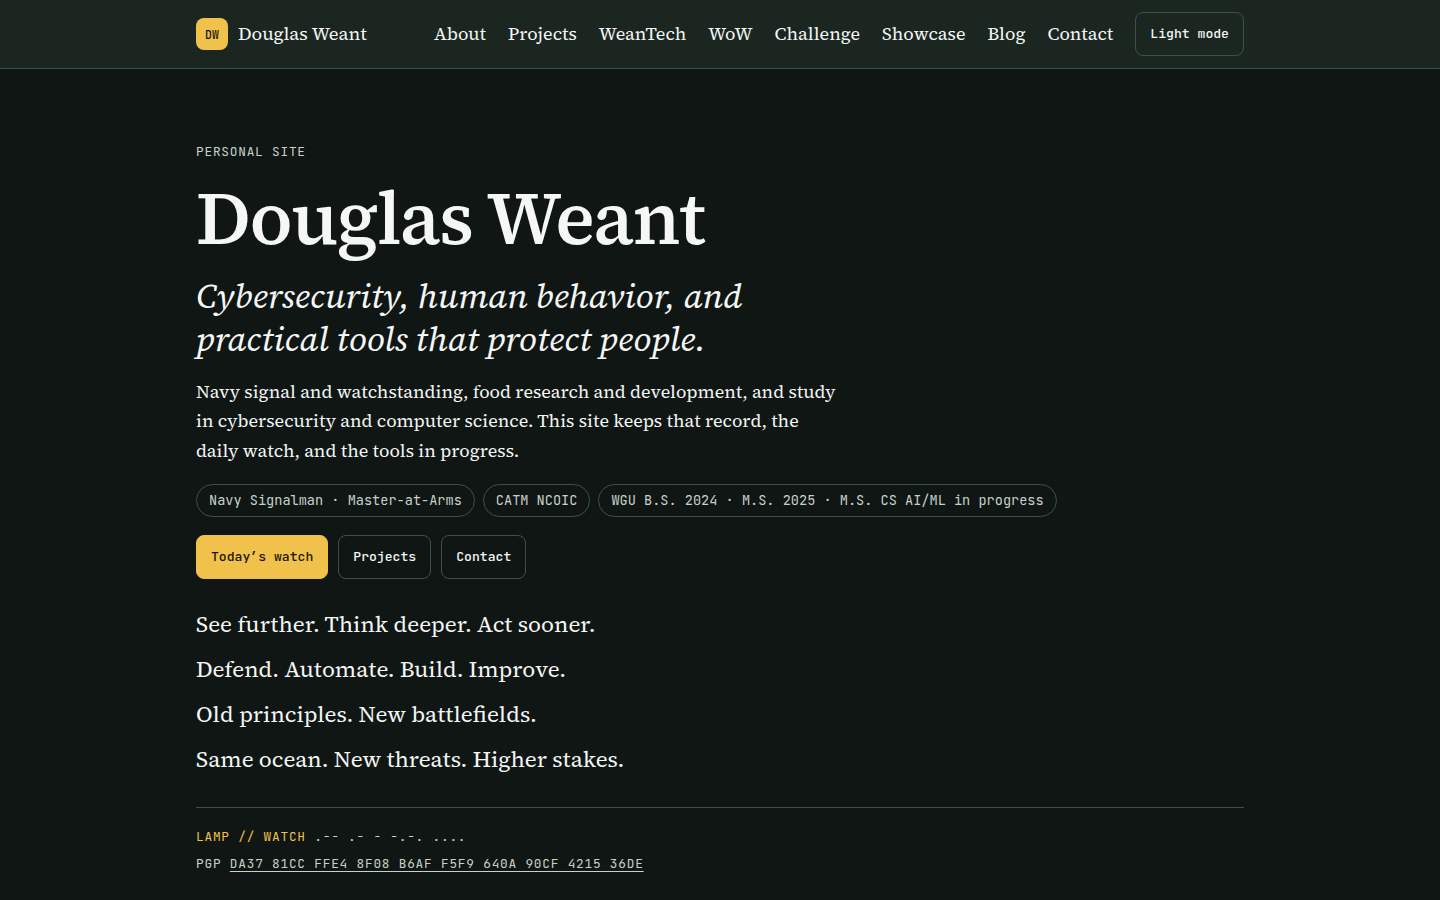 DW Douglas Weant About Projects WeanTech WoW Challenge Showcase Blog Contact Light mode
PERSONAL SITE
Douglas Weant
Cybersecurity, human behavior, and
practical tools that protect people.
Navy signal and watchstanding, food research and development, and study
in cybersecurity and computer science. This site keeps that record, the
daily watch, and the tools in progress.
Navy Signalman · Master-at-Arms CATM NCOIC WGU B.S. 2024 · M.S. 2025 · M.S. CS AI/ML in progress
Today’s watch Projects Contact
See further. Think deeper. Act sooner.
Defend. Automate. Build. Improve.
Old principles. New battlefields.
Same ocean. New threats. Higher stakes.
LAMP // WATCH .-- .- - -.-. ....
PGP DA37 81CC FFE4 8F08 B6AF F5F9 640A 90CF 4215 36DE